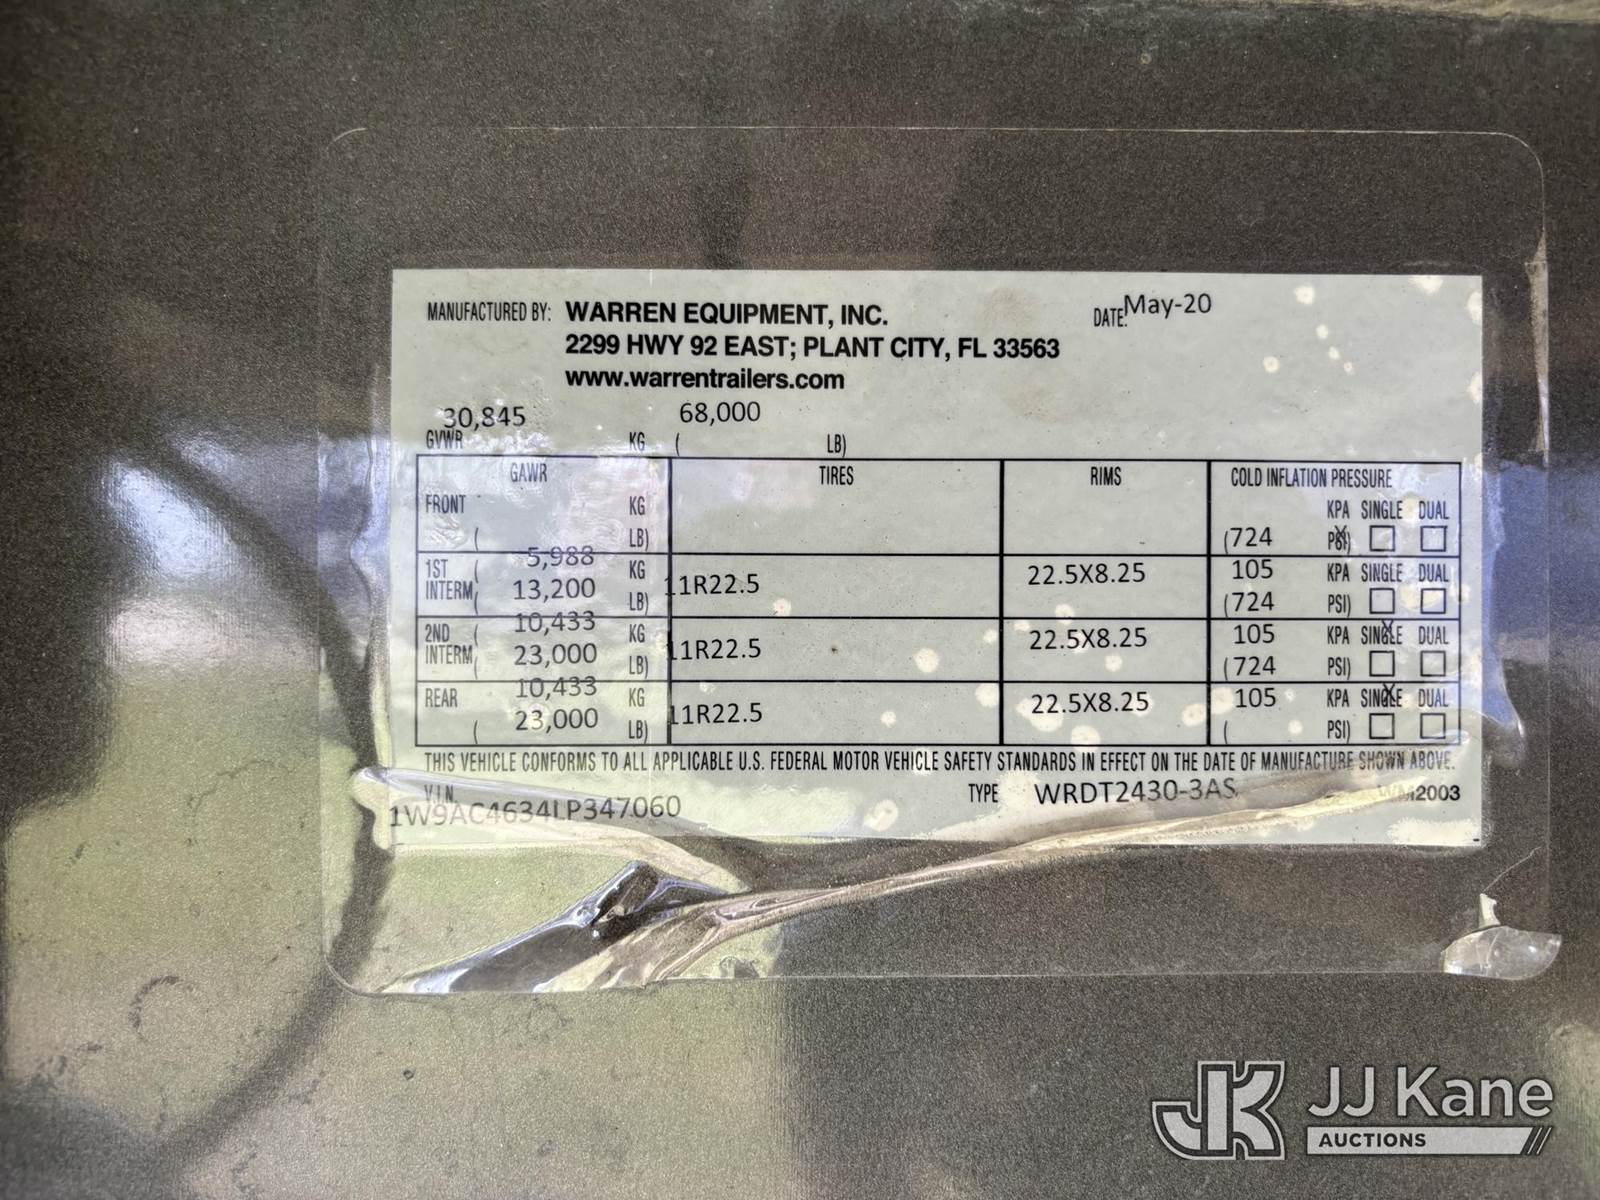 MANUFACTURED BY: WARREN EQUIPMENT, INC. DATE: May-20
2299 HWY 92 EAST; PLANT CITY, FL 33563
www.warrentrailers.com
30,845 68,000
GVWR KG ( LB)
GAWR TIRES RIMS COLD INFLATION PRESSURE
FRONT KG KPA SINGLE DUAL
( LB) (724 PSI) X
5,988
1ST ( KG 11R22.5 22.5X8.25 105 KPA SINGLE DUAL
INTERM ( 13,200 LB) (724 PSI)
10,433
2ND ( KG 11R22.5 22.5X8.25 105 KPA SINGLE X DUAL
INTERM ( 23,000 LB) (724 PSI)
10,433
REAR KG 11R22.5 22.5X8.25 105 KPA SINGLE X DUAL
( 23,000 LB) ( PSI)
THIS VEHICLE CONFORMS TO ALL APPLICABLE U.S. FEDERAL MOTOR VEHICLE SAFETY STANDARDS IN EFFECT ON THE DATE OF MANUFACTURE SHOWN ABOVE.
V.I.N. TYPE WRDT2430-3AS WM2003
1W9AC4634LP347060
JK JJ Kane
AUCTIONS